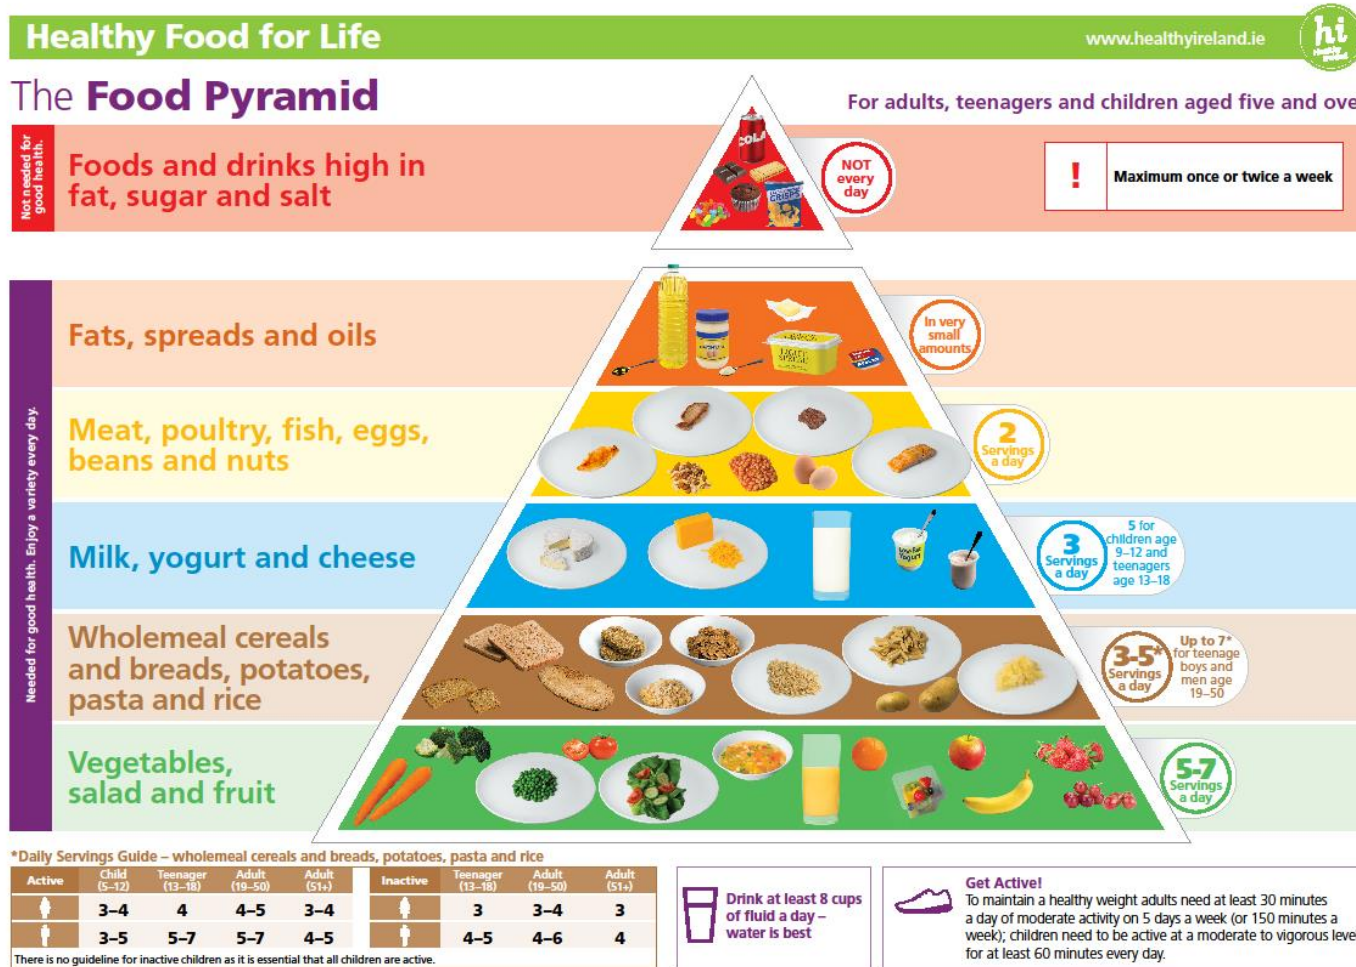 Healthy Food for Life
www.healthyireland.ie
hi
Healthy
Ireland
The Food Pyramid
For adults, teenagers and children aged five and ove
Not needed for
good health.
Foods and drinks high in
fat, sugar and salt
COLA
CRISPS
NOT
every
day
!
Maximum once or twice a week
Needed for good health. Enjoy a variety every day.
Fats, spreads and oils
LIGHT
SPREAD
In very
small
amounts
Meat, poultry, fish, eggs,
beans and nuts
2
Servings
a day
Milk, yogurt and cheese
Low-Fat
Yogurt
3
Servings
a day
5 for
children age
9–12 and
teenagers
age 13–18
Wholemeal cereals
and breads, potatoes,
pasta and rice
3-5*
Servings
a day
Up to 7*
for teenage
boys and
men age
19–50
Vegetables,
salad and fruit
5-7
Servings
a day
*Daily Servings Guide – wholemeal cereals and breads, potatoes, pasta and rice
Active Child (5–12) Teenager (13–18) Adult (19–50) Adult (51+)
3–4 4 4–5 3–4
3–5 5–7 5–7 4–5
Inactive Teenager (13–18) Adult (19–50) Adult (51+)
3 3–4 3
4–5 4–6 4
There is no guideline for inactive children as it is essential that all children are active.
Drink at least 8 cups
of fluid a day –
water is best
Get Active!
To maintain a healthy weight adults need at least 30 minutes
a day of moderate activity on 5 days a week (or 150 minutes a
week); children need to be active at a moderate to vigorous leve
for at least 60 minutes every day.